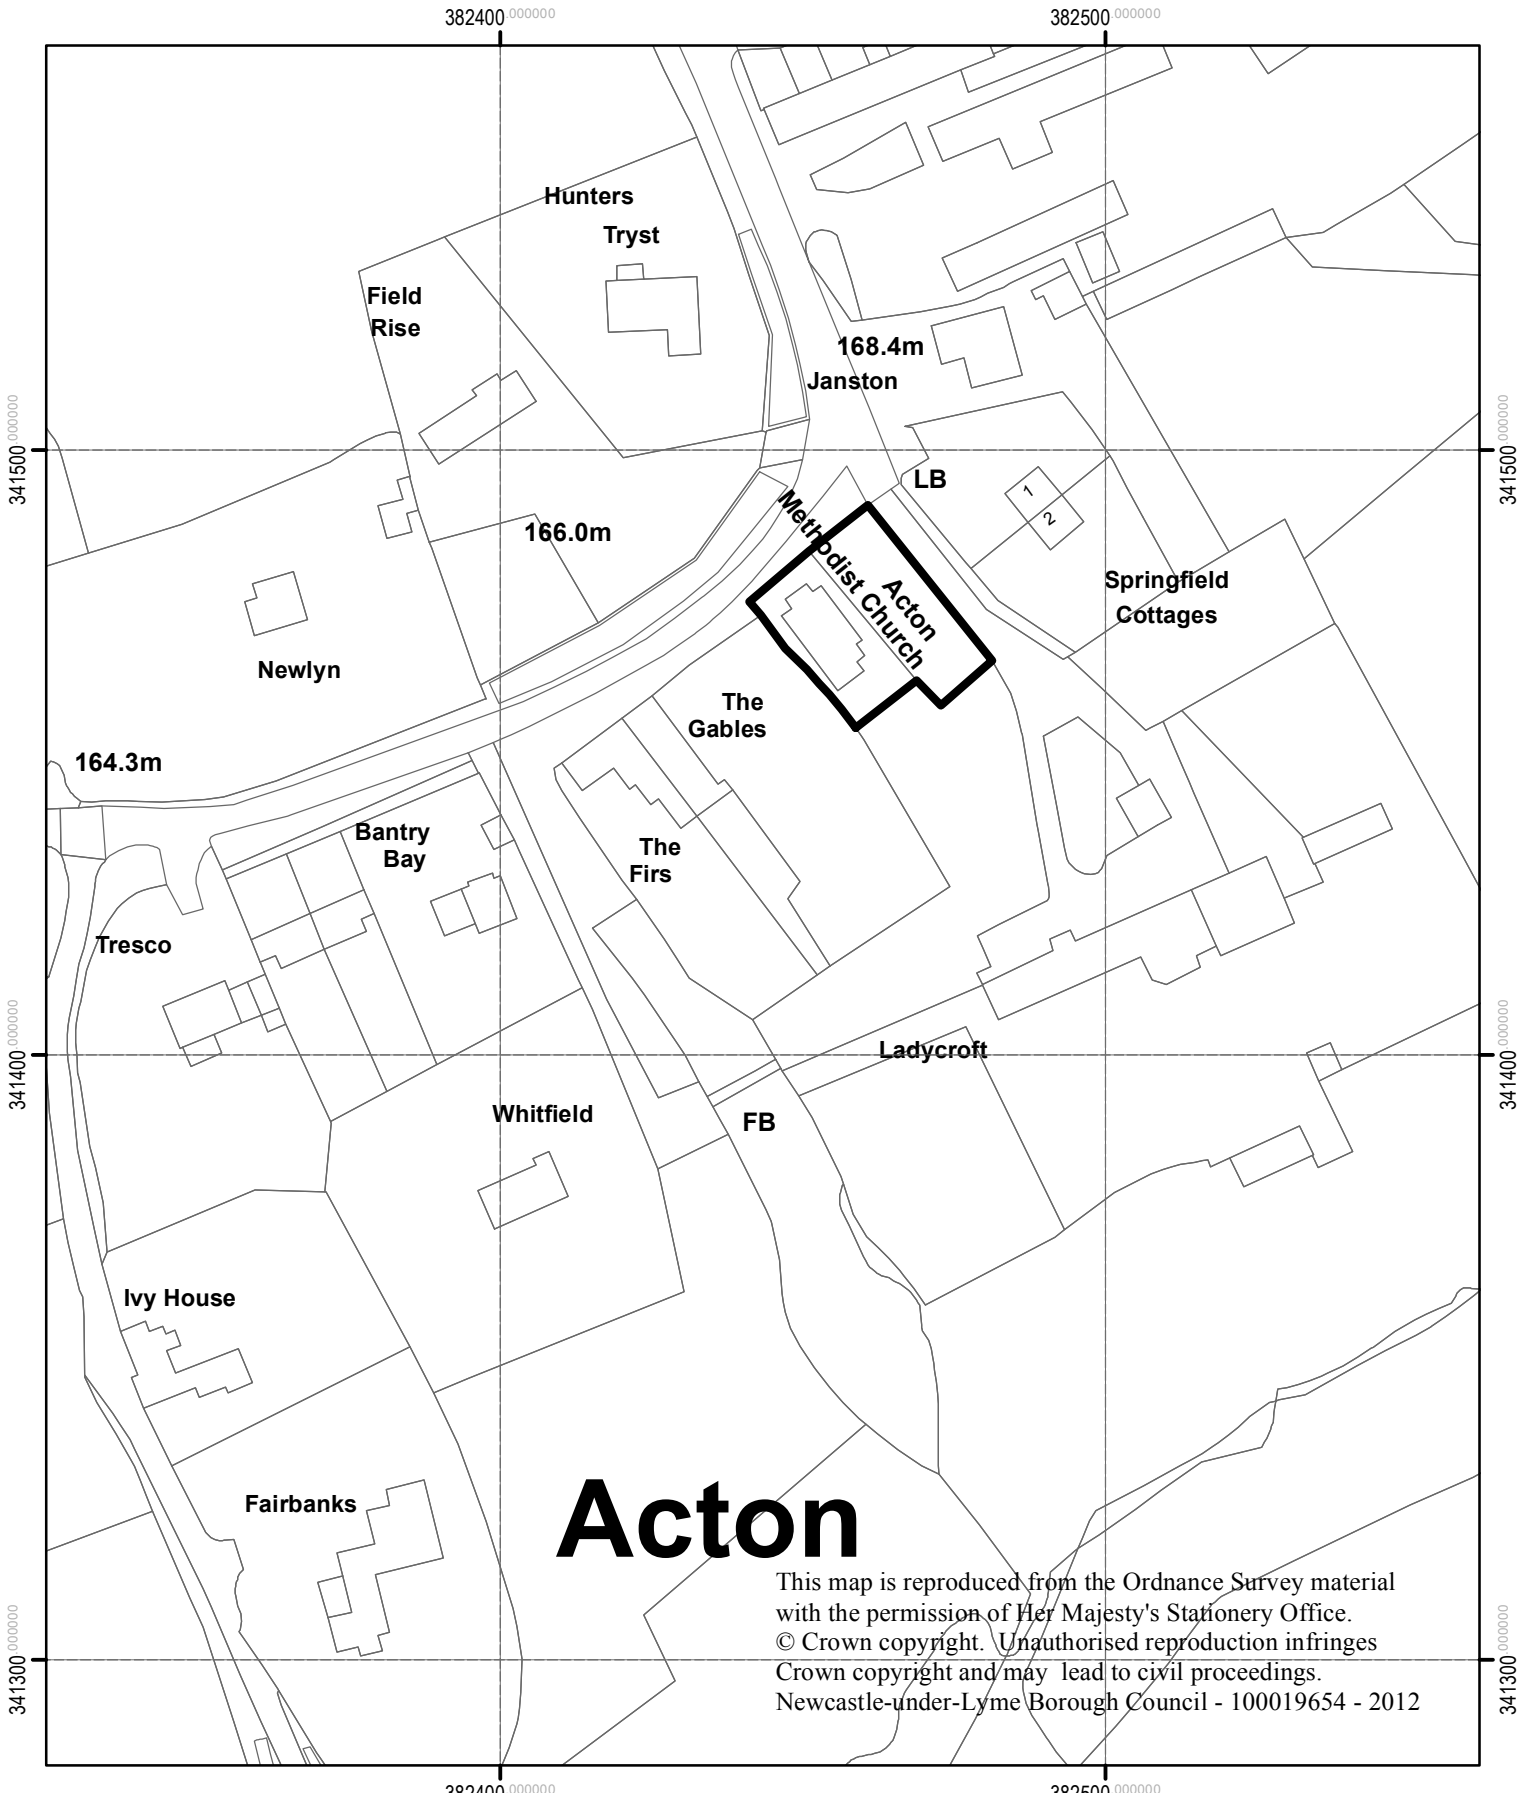 382400.000000
382500.000000
Hunters
Tryst
Field
Rise
168.4m
Janston
341500.000000
341500.000000
LB
1
2
166.0m
Methodist Church
Acton
Springfield
Cottages
Newlyn
The
Gables
164.3m
Bantry
Bay
The
Firs
Tresco
341400.000000
341400.000000
Ladycroft
Whitfield
FB
Ivy House
Fairbanks
Acton
This map is reproduced from the Ordnance Survey material
with the permission of Her Majesty's Stationery Office.
© Crown copyright. Unauthorised reproduction infringes
Crown copyright and may lead to civil proceedings.
Newcastle-under-Lyme Borough Council - 100019654 - 2012
341300.000000
341300.000000
382400.000000
382500.000000